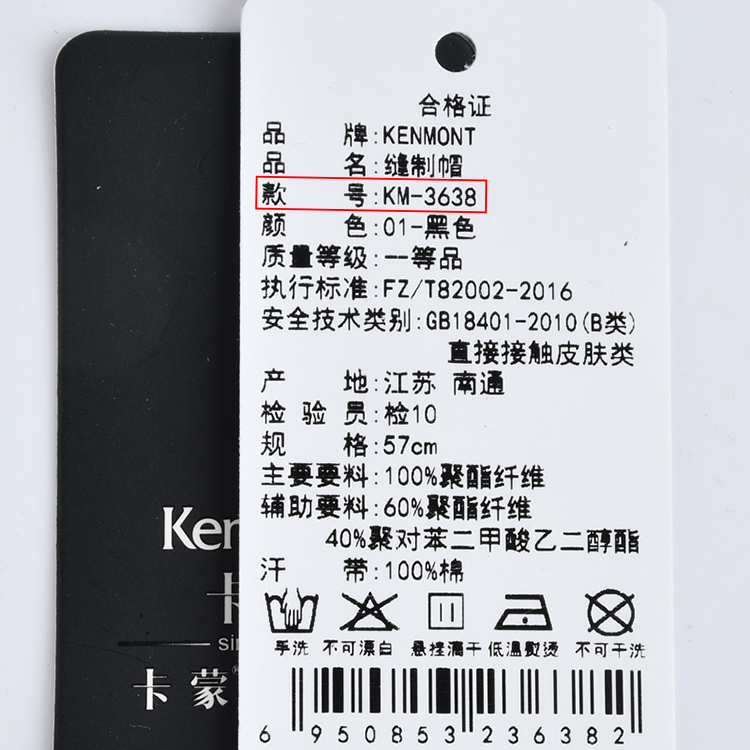 合格证
品 牌:KENMONT
品 名:缝制帽
款 号:KM-3638
颜 色:01-黑色
质量等级:一等品
执行标准:FZ/T82002-2016
安全技术类别:GB18401-2010(B类)
直接接触皮肤类
产 地:江苏 南通
检 验 员:检10
规 格:57cm
主要要料:100%聚酯纤维
辅助要料:60%聚酯纤维
40%聚对苯二甲酸乙二醇酯
汗 带:100%棉
手洗 不可漂白 悬挂滴干 低温熨烫 不可干洗
6 950853 236382
Ken
卡
sin
卡蒙®